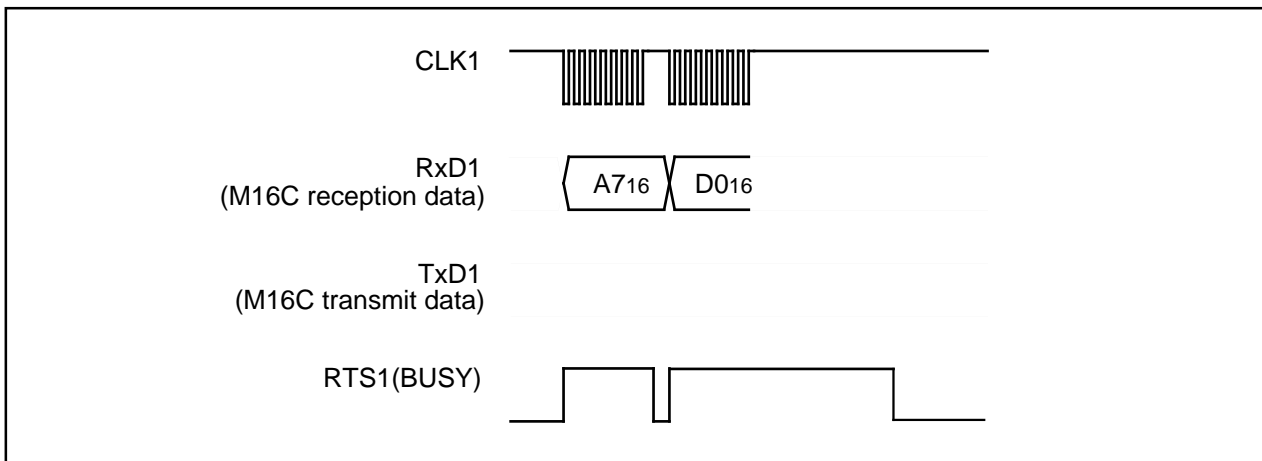 CLK1
RxD1
(M16C reception data)
A716
D016
TxD1
(M16C transmit data)
RTS1(BUSY)